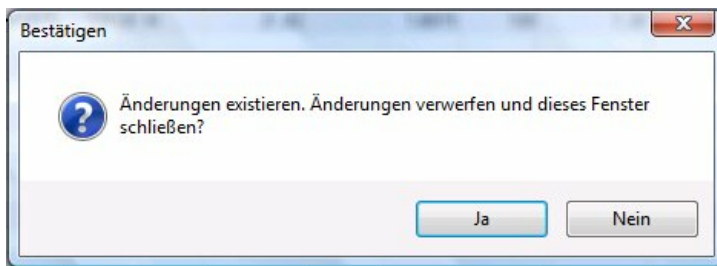 Bestätigen
Änderungen existieren. Änderungen verwerfen und dieses Fenster
schließen?
Ja
Nein